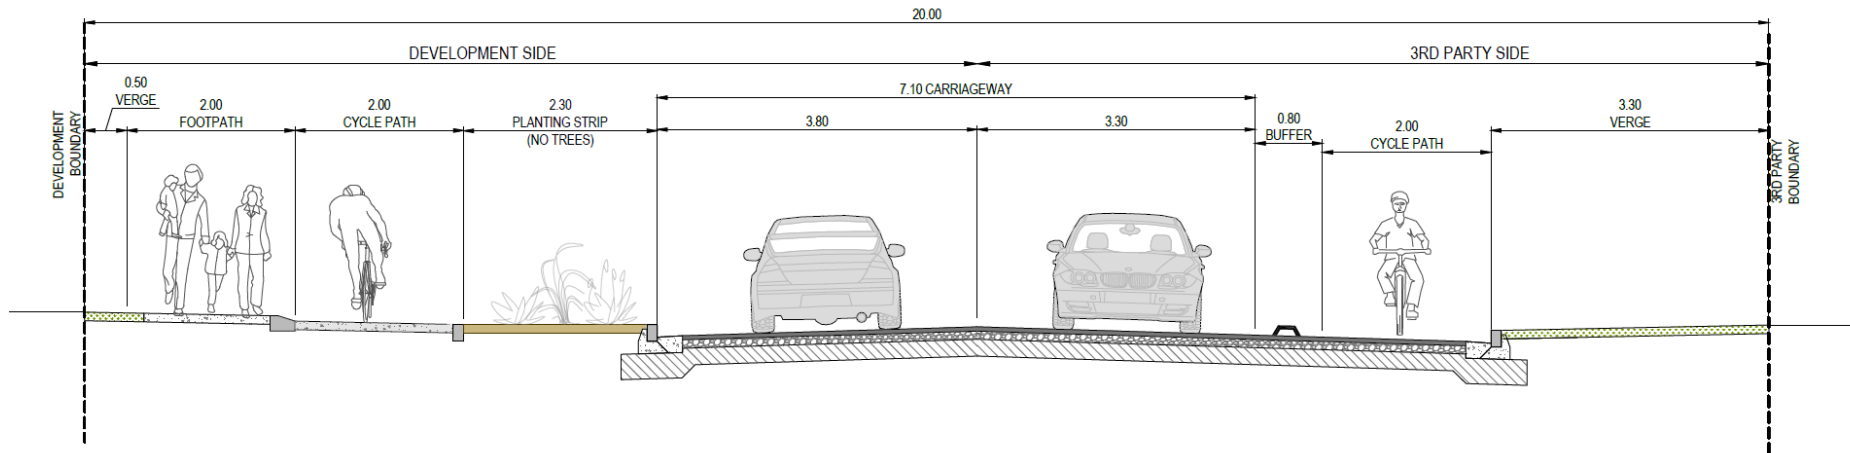 20.00
DEVELOPMENT SIDE
3RD PARTY SIDE
0.50
VERGE
2.00
FOOTPATH
2.00
CYCLE PATH
2.30
PLANTING STRIP
(NO TREES)
7.10 CARRIAGEWAY
3.80
3.30
0.80
BUFFER
2.00
CYCLE PATH
3.30
VERGE
DEVELOPMENT
BOUNDARY
3RD PARTY
BOUNDARY